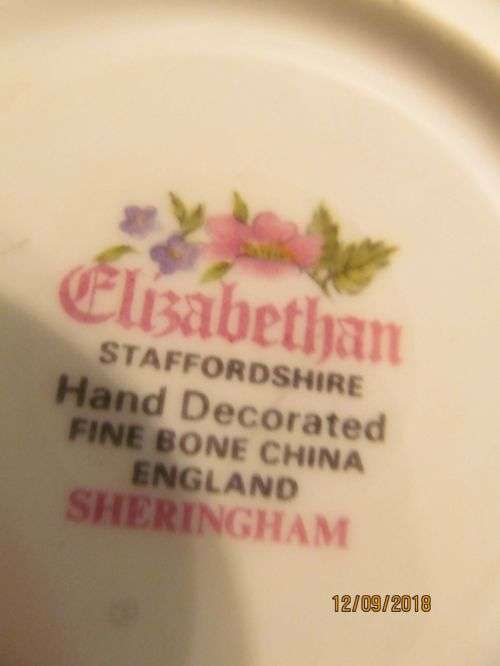 Elizabethan
STAFFORDSHIRE
Hand Decorated
FINE BONE CHINA
ENGLAND
SHERINGHAM
12/09/2018